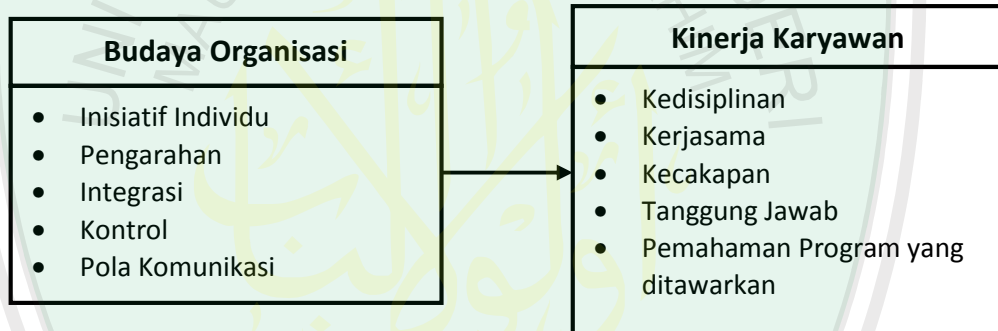 Budaya Organisasi
• Inisiatif Individu
• Pengarahan
• Integrasi
• Kontrol
• Pola Komunikasi
Kinerja Karyawan
• Kedisiplinan
• Kerjasama
• Kecakapan
• Tanggung Jawab
• Pemahaman Program yang
ditawarkan